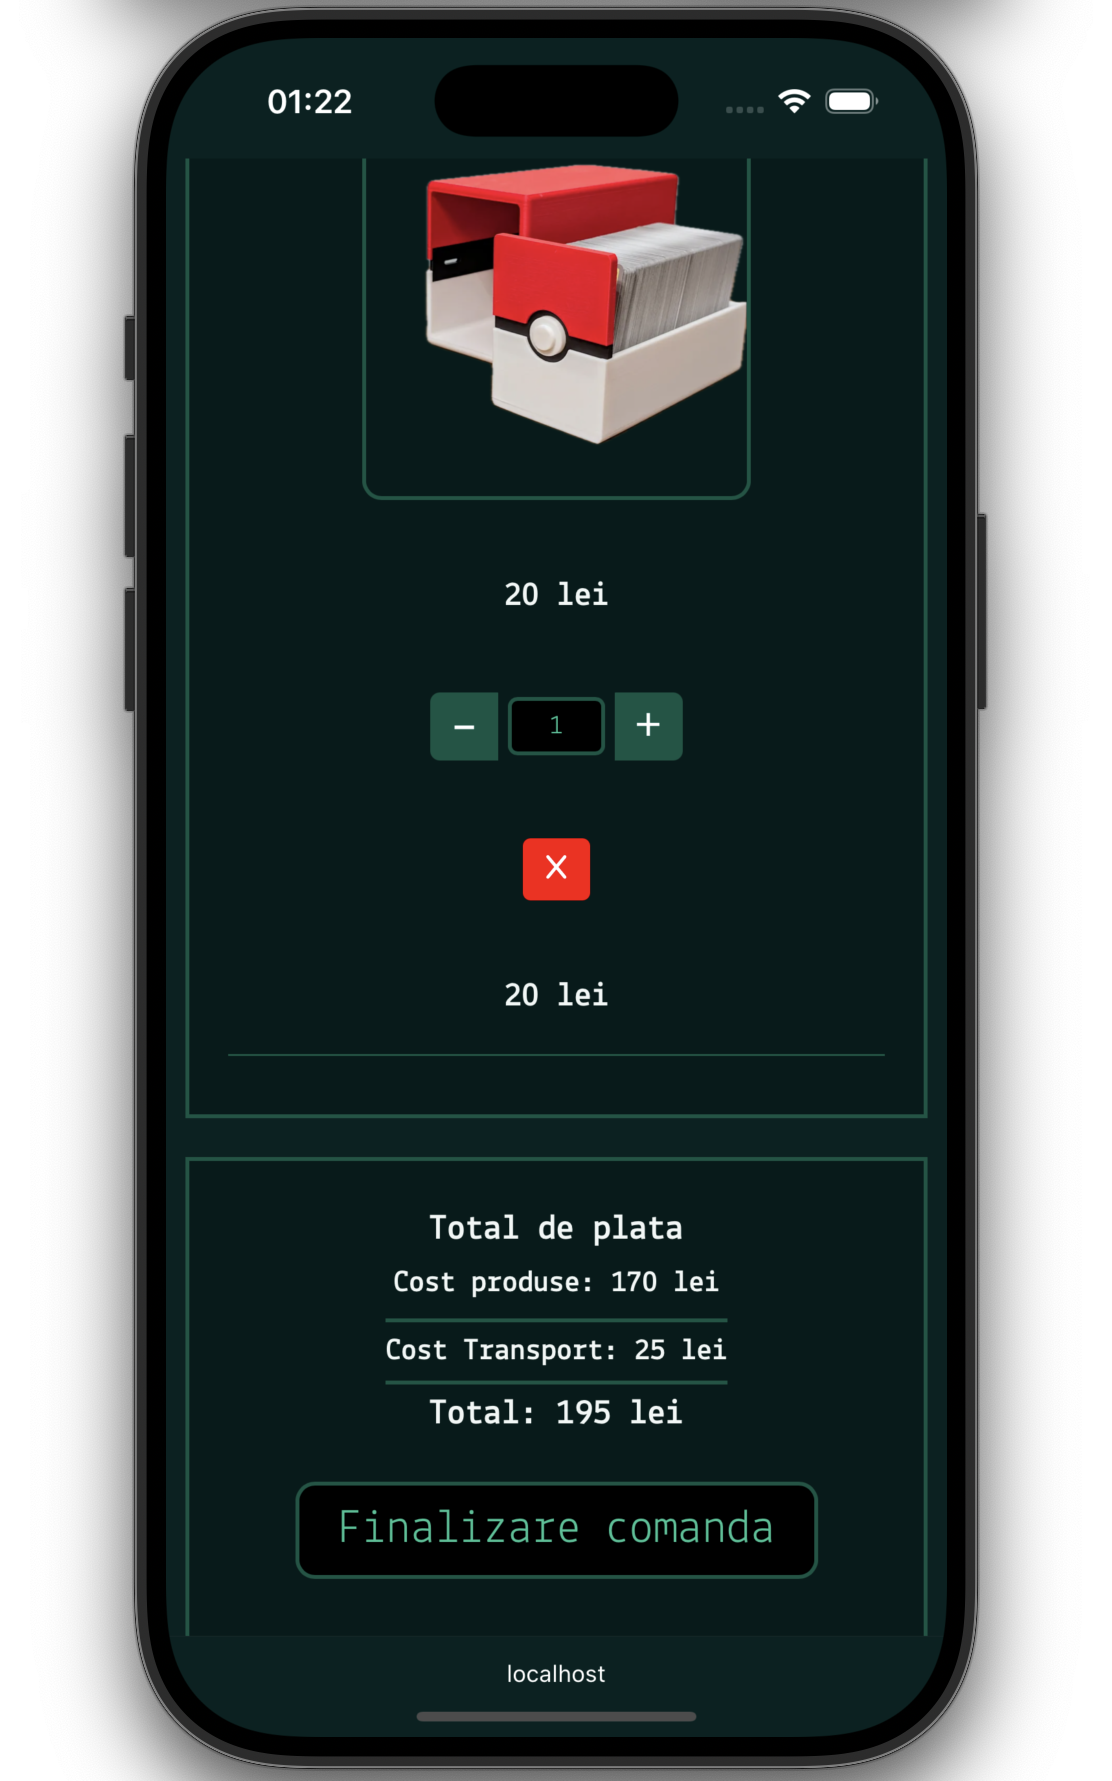 01:22
20 lei
- 1 +
X
20 lei
Total de plata
Cost produse: 170 lei
Cost Transport: 25 lei
Total: 195 lei
Finalizare comanda
localhost